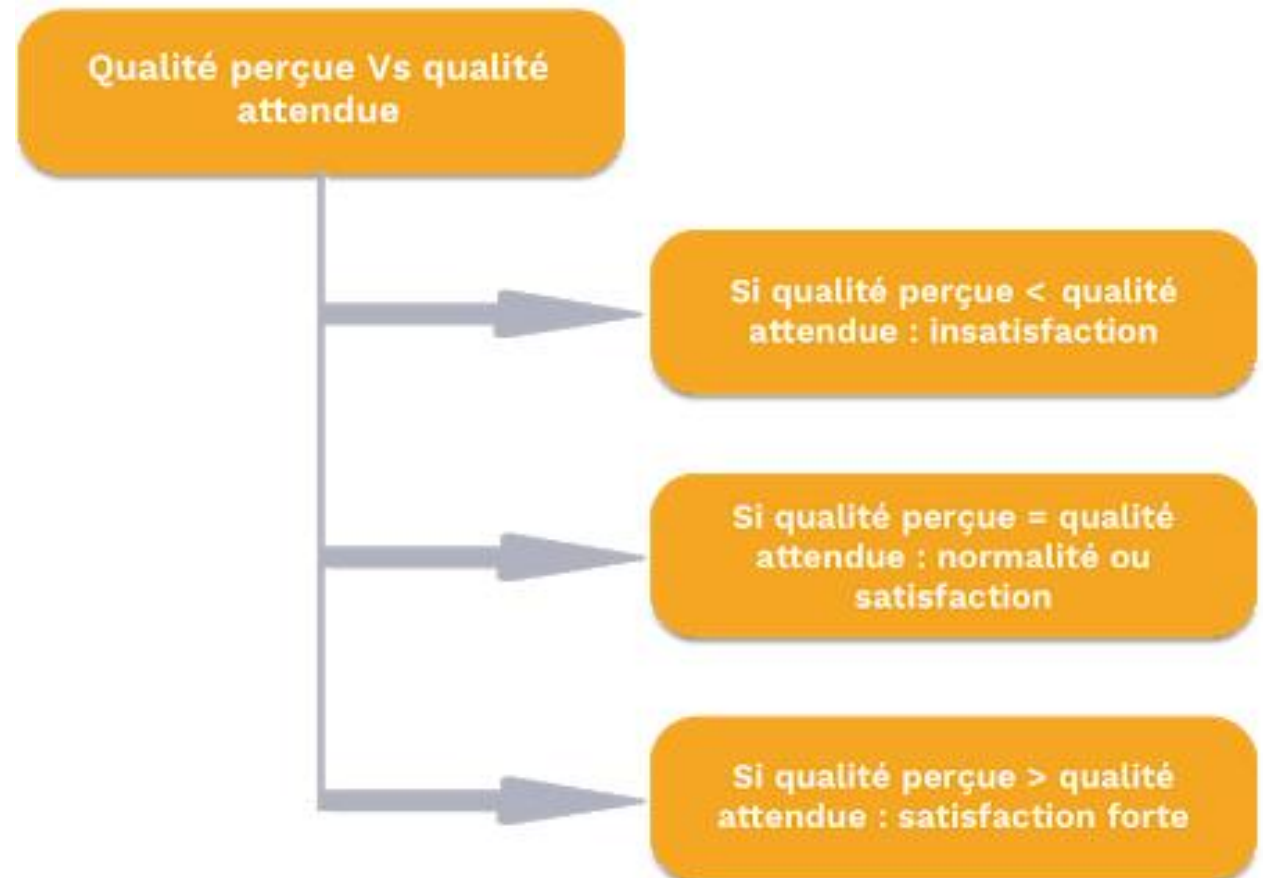 Qualité perçue Vs qualité
attendue
Si qualité perçue < qualité
attendue : insatisfaction
Si qualité perçue = qualité
attendue : normalité ou
satisfaction
Si qualité perçue > qualité
attendue : satisfaction forte